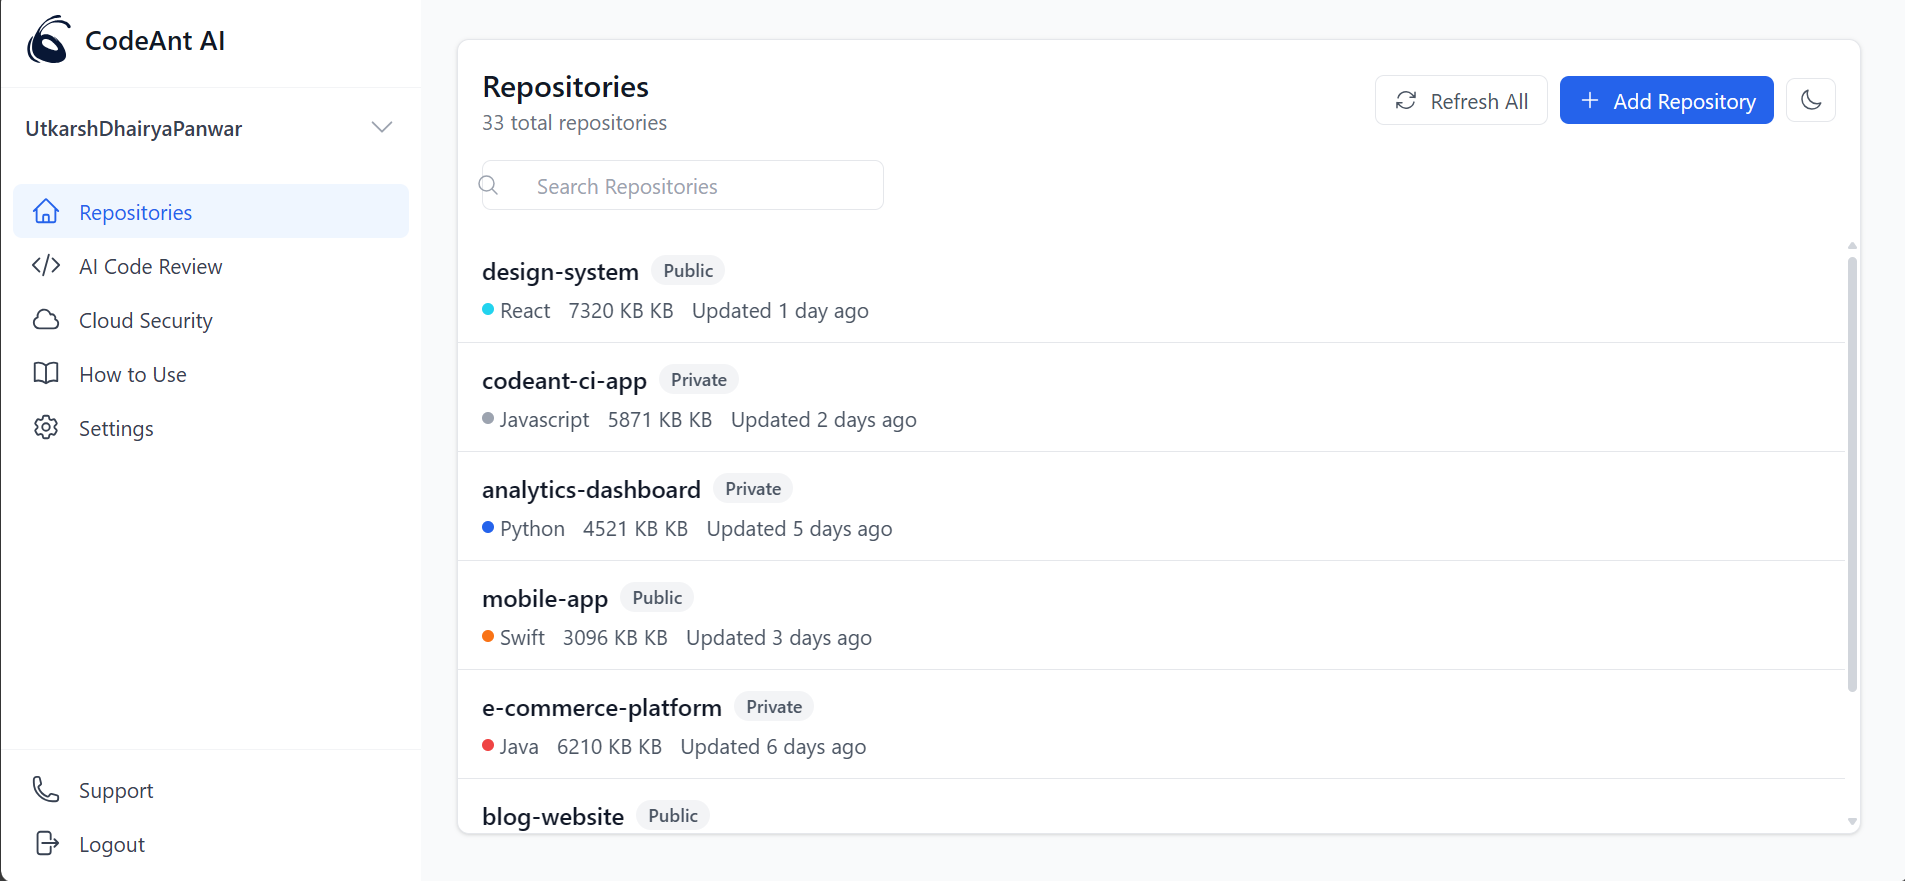 CodeAnt AI
UtkarshDhairyaPanwar
Repositories
AI Code Review
Cloud Security
How to Use
Settings
Support
Logout
Repositories
33 total repositories
Refresh All
Add Repository
Search Repositories
design-system Public
React 7320 KB KB Updated 1 day ago
codeant-ci-app Private
Javascript 5871 KB KB Updated 2 days ago
analytics-dashboard Private
Python 4521 KB KB Updated 5 days ago
mobile-app Public
Swift 3096 KB KB Updated 3 days ago
e-commerce-platform Private
Java 6210 KB KB Updated 6 days ago
blog-website Public